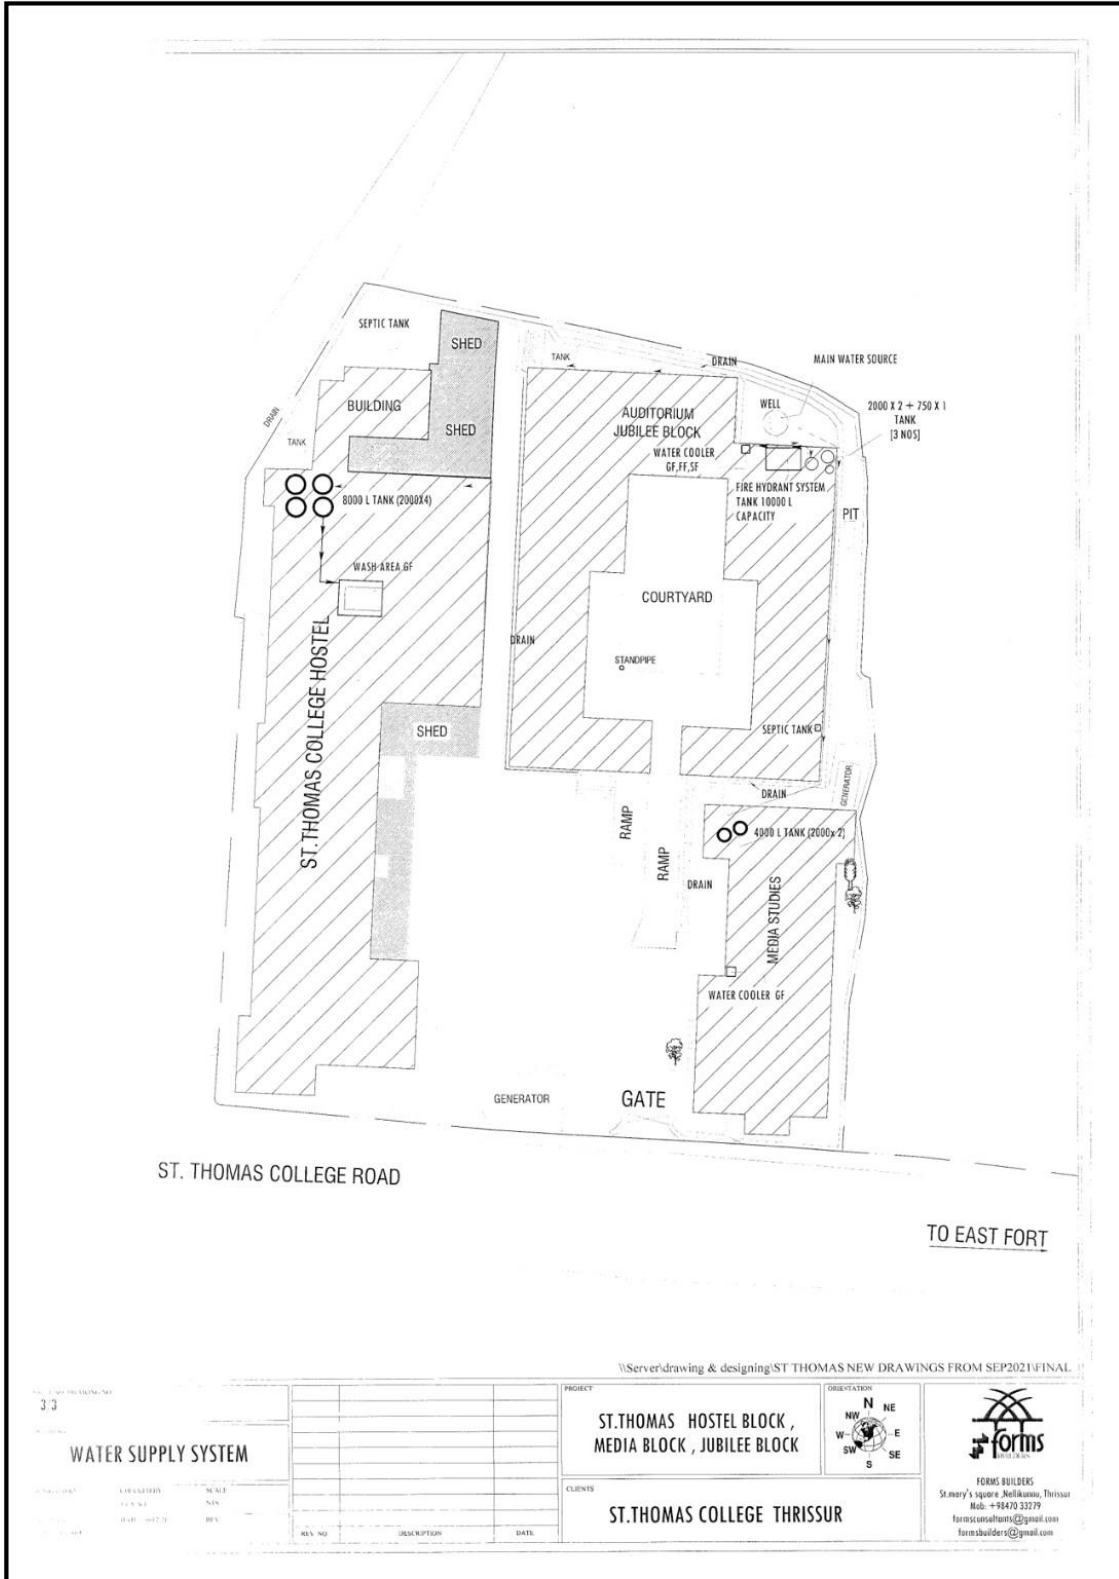 SEPTIC TANK
SHED
TANK
DRAIN
MAIN WATER SOURCE
BUILDING
WELL
2000 X 2 + 750 X 1
TANK
[3 NOS]
DRAIN
TANK
SHED
AUDITORIUM
JUBILEE BLOCK
WATER COOLER
GF,FF,SF
8000 L TANK (2000X4)
FIRE HYDRANT SYSTEM
TANK 10000 L
CAPACITY
PIT
WASH AREA GF
COURTYARD
DRAIN
STANDPIPE
ST.THOMAS COLLEGE HOSTEL
SHED
SEPTIC TANK
GENERATOR
DRAIN
RAMP
RAMP
4000 L TANK (2000x 2)
DRAIN
MEDIA STUDIES
WATER COOLER GF
GENERATOR
GATE
ST. THOMAS COLLEGE ROAD
TO EAST FORT
\\Server\drawing & designing\ST THOMAS NEW DRAWINGS FROM SEP2021\FINAL
33
WATER SUPPLY SYSTEM
SCALE
NTS
REV. NO
DESCRIPTION
DATE
PROJECT
ST.THOMAS HOSTEL BLOCK ,
MEDIA BLOCK , JUBILEE BLOCK
ORIENTATION
N
NW
NE
W
E
SW
SE
S
CLIENTS
ST.THOMAS COLLEGE THRISSUR
forms
BUILDERS
FORMS BUILDERS
St.mary's square ,Nellikunnu, Thrissur
Mob: +98470 33279
formsconsultants@gmail.com
formsbuilders@gmail.com